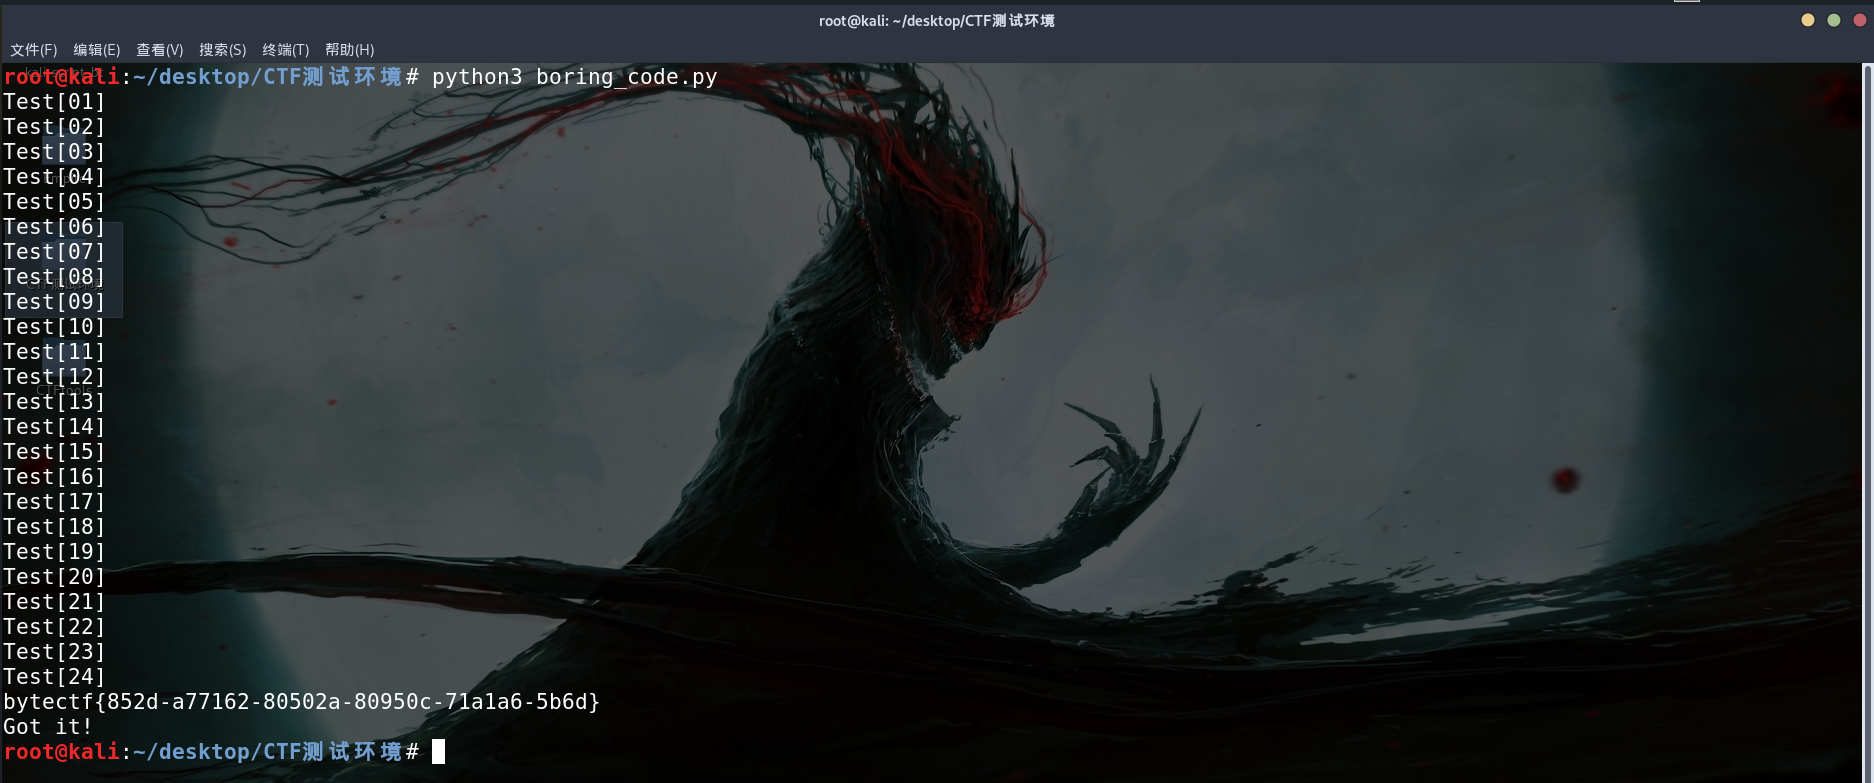 root@kali: ~/desktop/CTF测试环境
文件(F) 编辑(E) 查看(V) 搜索(S) 终端(T) 帮助(H)
root@kali:~/desktop/CTF测试环境# python3 boring_code.py
Test[01]
Test[02]
Test[03]
Test[04]
Test[05]
Test[06]
Test[07]
Test[08]
Test[09]
Test[10]
Test[11]
Test[12]
CTFtools
Test[13]
Test[14]
Test[15]
Test[16]
Test[17]
Test[18]
Test[19]
Test[20]
Test[21]
Test[22]
Test[23]
Test[24]
bytectf{852d-a77162-80502a-80950c-71a1a6-5b6d}
Got it!
root@kali:~/desktop/CTF测试环境#